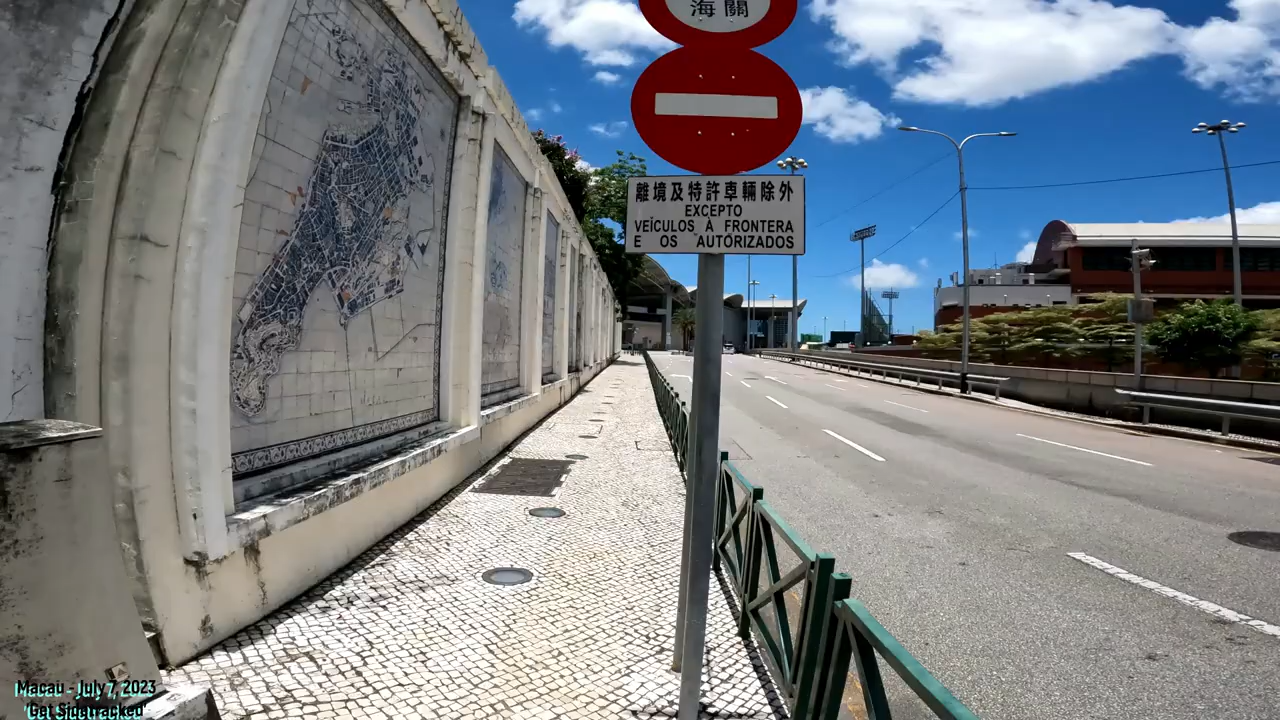 海關
離境及特許車輛除外
EXCEPTO
VEÍCULOS À FRONTEIRA
E OS AUTORIZADOS
Macau - July 7, 2023
'Get Sidetracked'